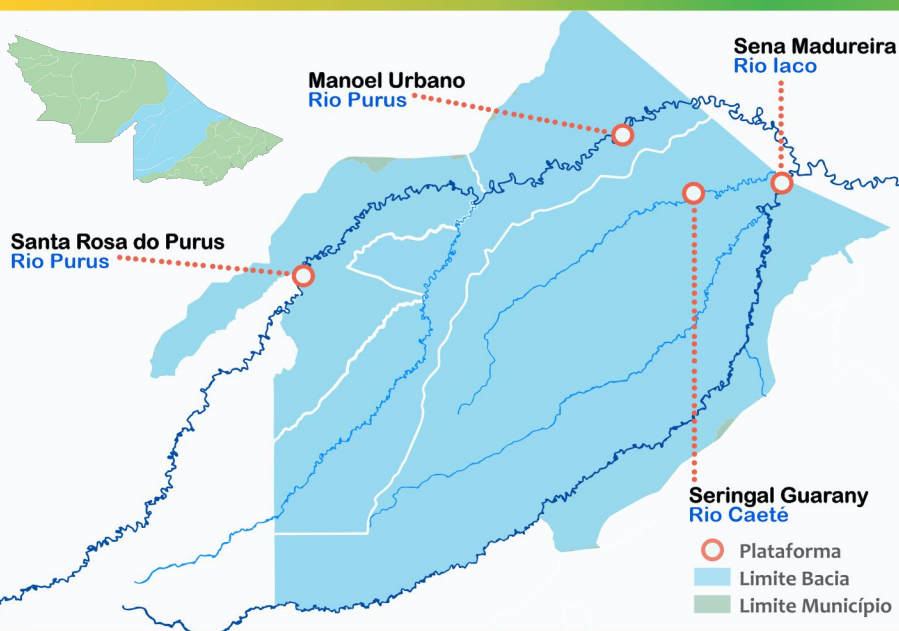 Sena Madureira
Rio Iaco
Manoel Urbano
Rio Purus
Santa Rosa do Purus
Rio Purus
Seringal Guarany
Rio Caeté
Plataforma
Limite Bacia
Limite Município